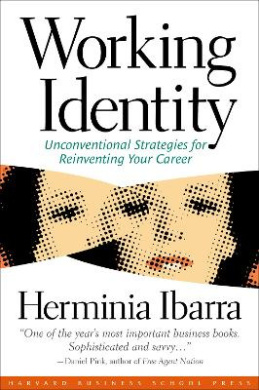 Working
Identity
Unconventional Strategies for
Reinventing Your Career
Herminia Ibarra
"One of the year's most important business books.
Sophisticated and savvy…"
—Daniel Pink, author of Free Agent Nation
HARVARD BUSINESS SCHOOL PRESS